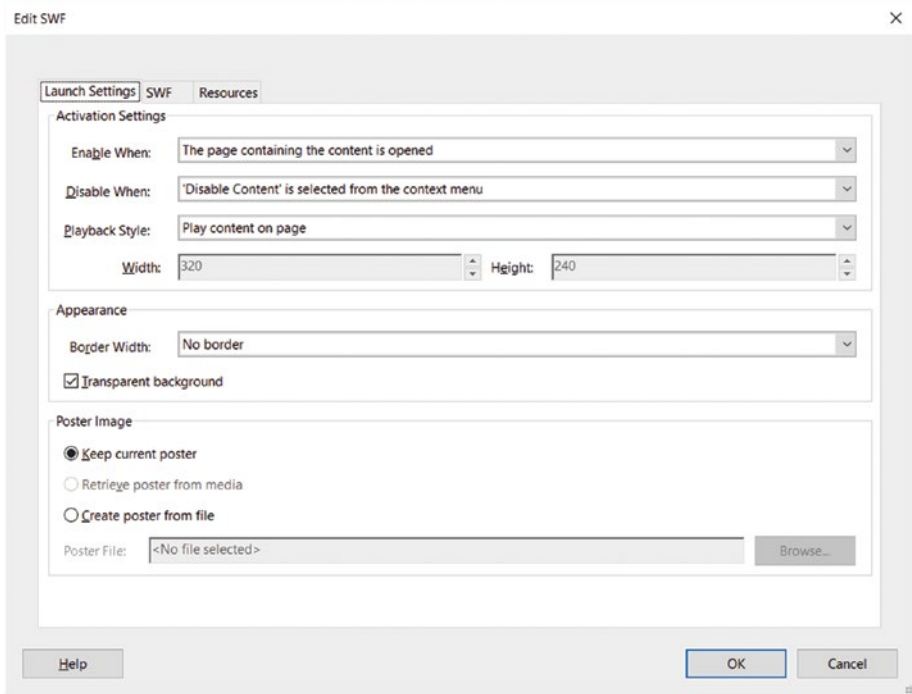 Edit SWF
Launch Settings SWF Resources
Activation Settings
Enable When: The page containing the content is opened
Disable When: 'Disable Content' is selected from the context menu
Playback Style: Play content on page
Width: 320 Height: 240
Appearance
Border Width: No border
Transparent background
Poster Image
Keep current poster
Retrieve poster from media
Create poster from file
Poster File: <No file selected> Browse...
Help OK Cancel